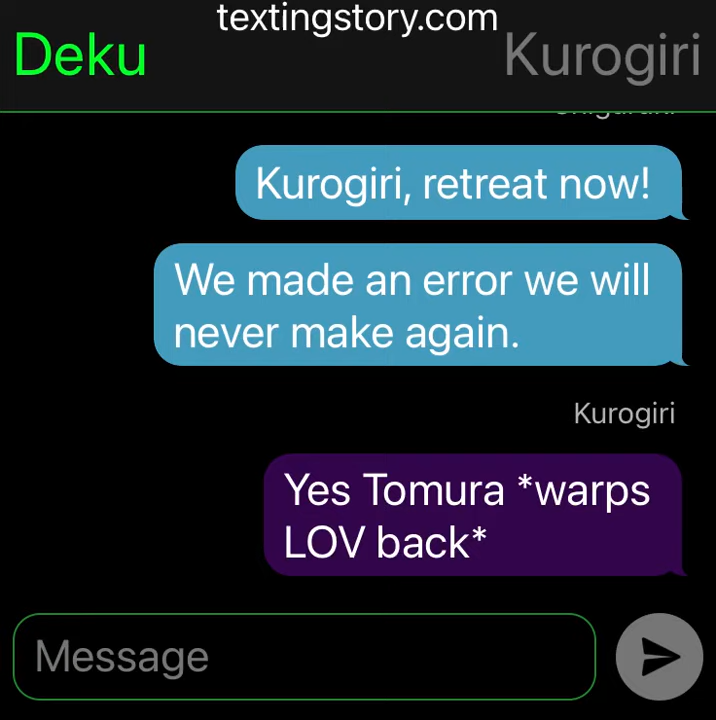 textingstory.com
Deku
Kurogiri
Kurogiri, retreat now!
We made an error we will
never make again.
Kurogiri
Yes Tomura *warps
LOV back*
Message